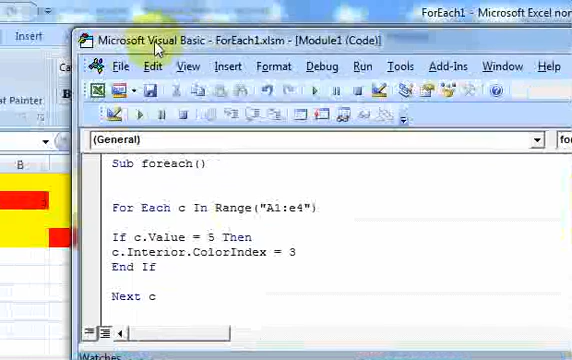 ForEach1 - Microsoft Excel non
Insert
Microsoft Visual Basic - ForEach1.xlsm - [Module1 (Code)]
File Edit View Insert Format Debug Run Tools Add-Ins Window Help
at Painter
B
(General)
B
Sub foreach()
For Each c In Range("A1:e4")
If c.Value = 5 Then
c.Interior.ColorIndex = 3
End If
Next c
Watches